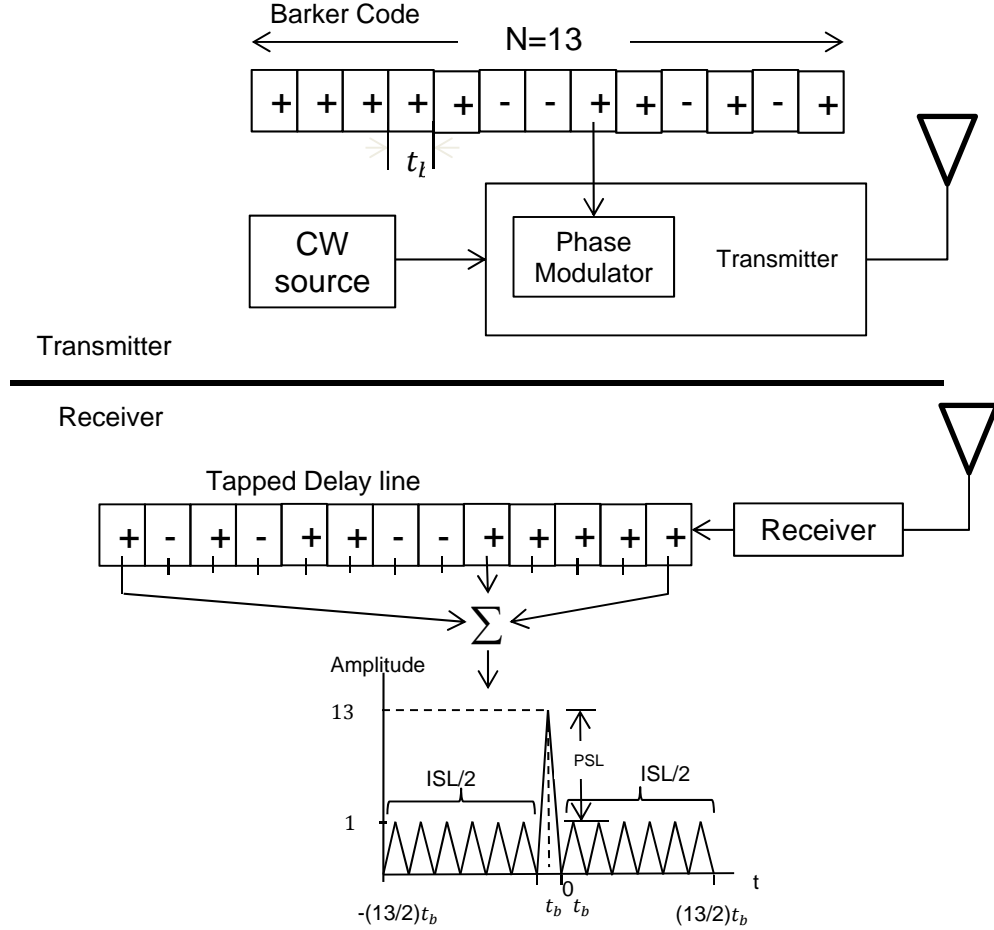 Barker Code
N=13
+ + + + + - - + + - + - +
t_b
CW
source
Phase
Modulator
Transmitter
Transmitter
Receiver
Tapped Delay line
+ - + - + + - - + + + + +
Receiver
∑
Amplitude
13
PSL
ISL/2
ISL/2
1
0
t
t_b t_b
-(13/2)t_b
(13/2)t_b